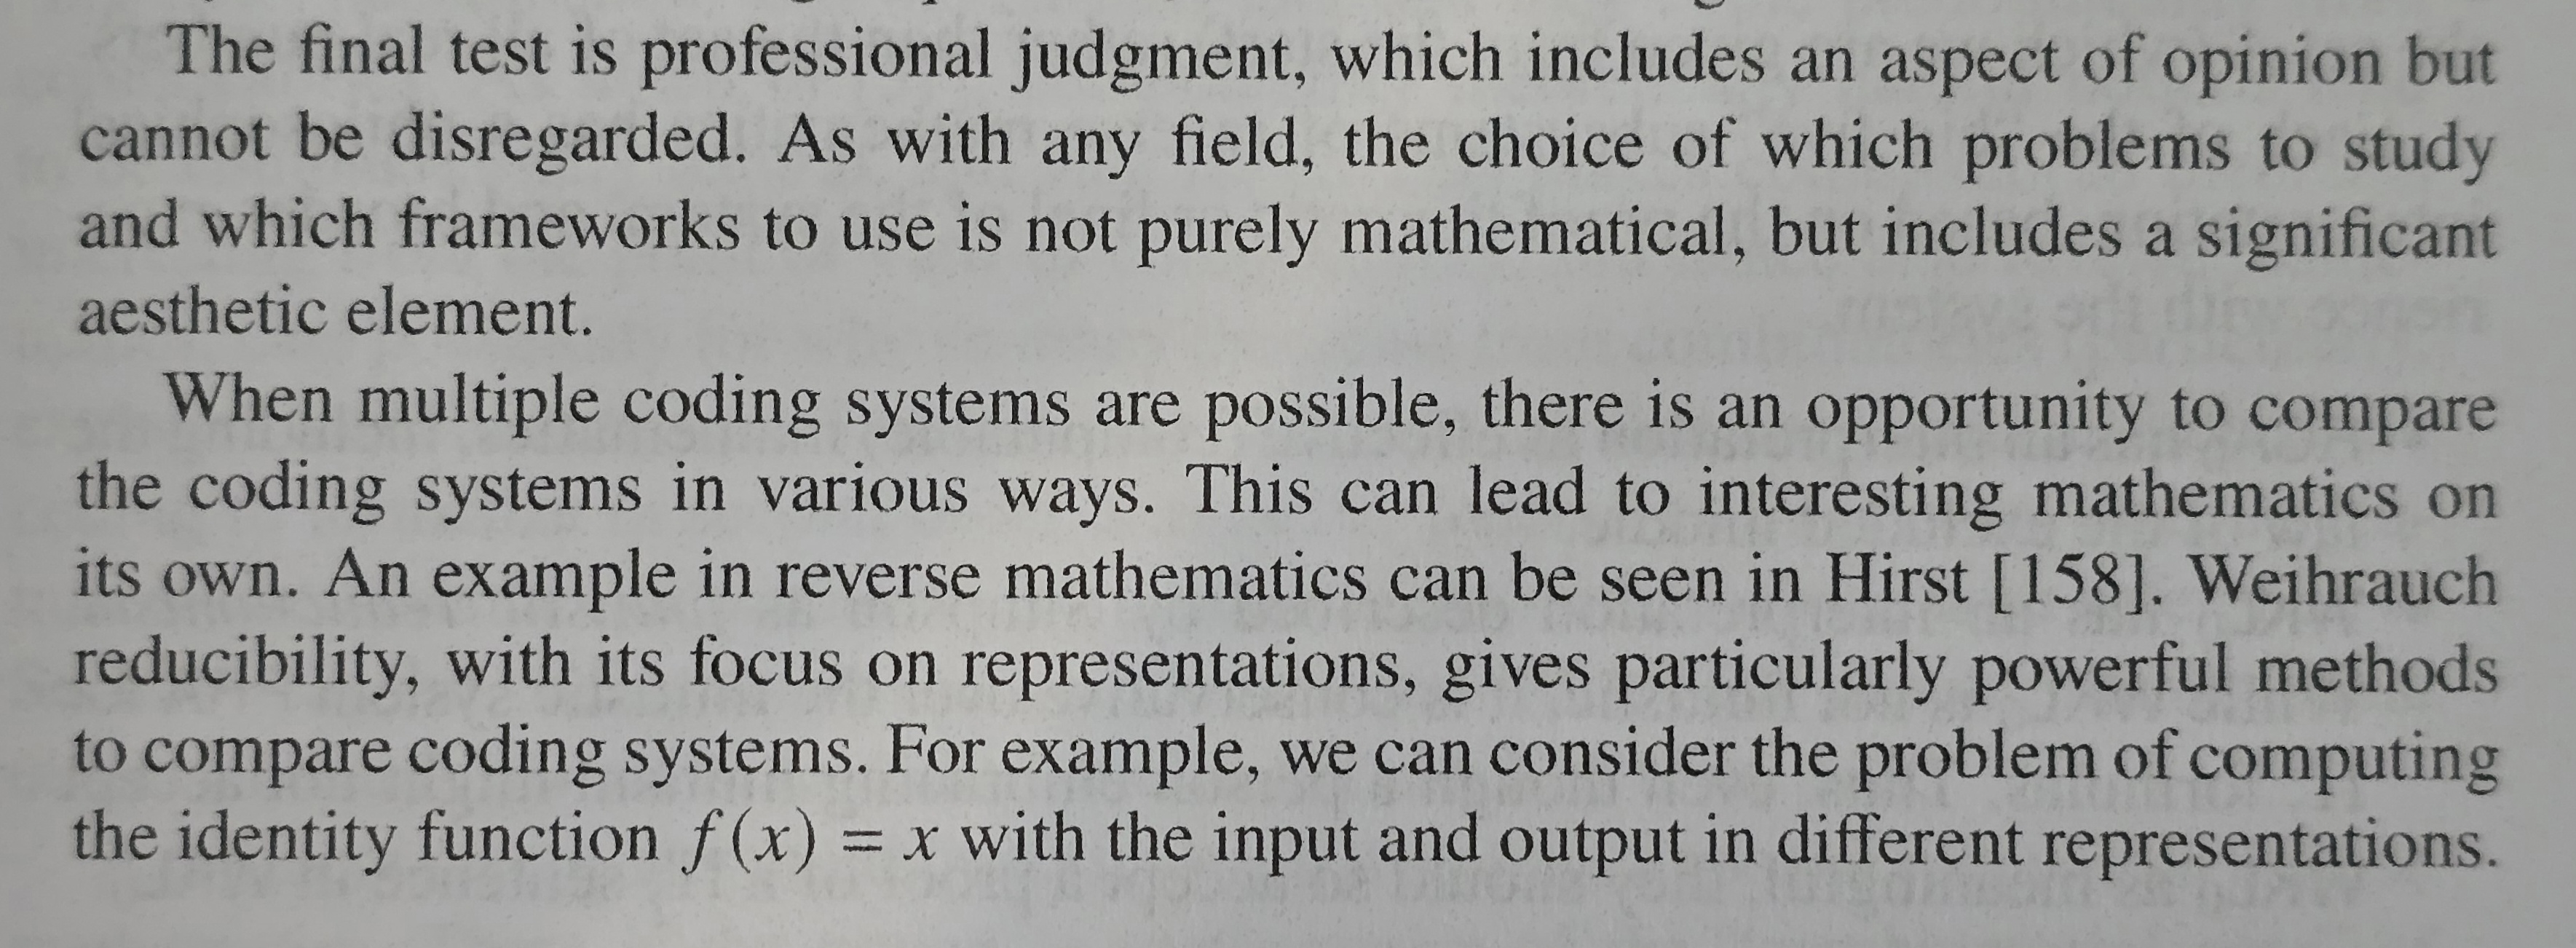 The final test is professional judgment, which includes an aspect of opinion but
cannot be disregarded. As with any field, the choice of which problems to study
and which frameworks to use is not purely mathematical, but includes a significant
aesthetic element.
When multiple coding systems are possible, there is an opportunity to compare
the coding systems in various ways. This can lead to interesting mathematics on
its own. An example in reverse mathematics can be seen in Hirst [158]. Weihrauch
reducibility, with its focus on representations, gives particularly powerful methods
to compare coding systems. For example, we can consider the problem of computing
the identity function f(x) = x with the input and output in different representations.